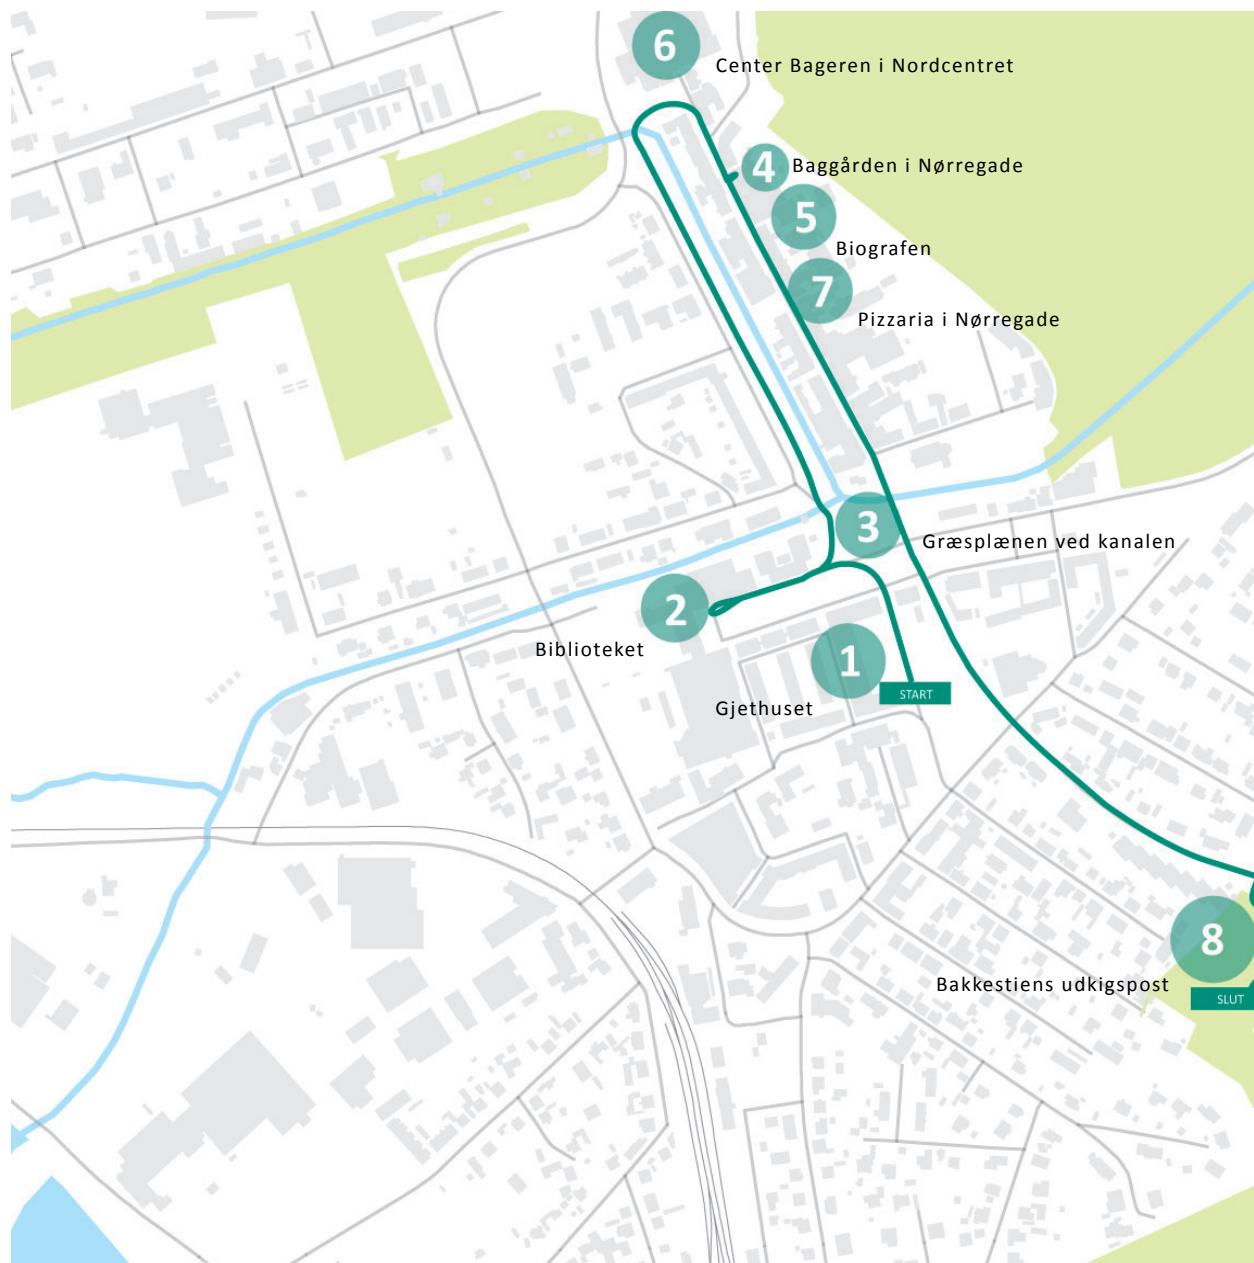 6
Center Bageren i Nordcentret
4
Baggården i Nørregade
5
Biografen
7
Pizzaria i Nørregade
3
Græsplænen ved kanalen
2
Biblioteket
1
START
Gjethuset
8
Bakkestiens udkigspost
SLUT